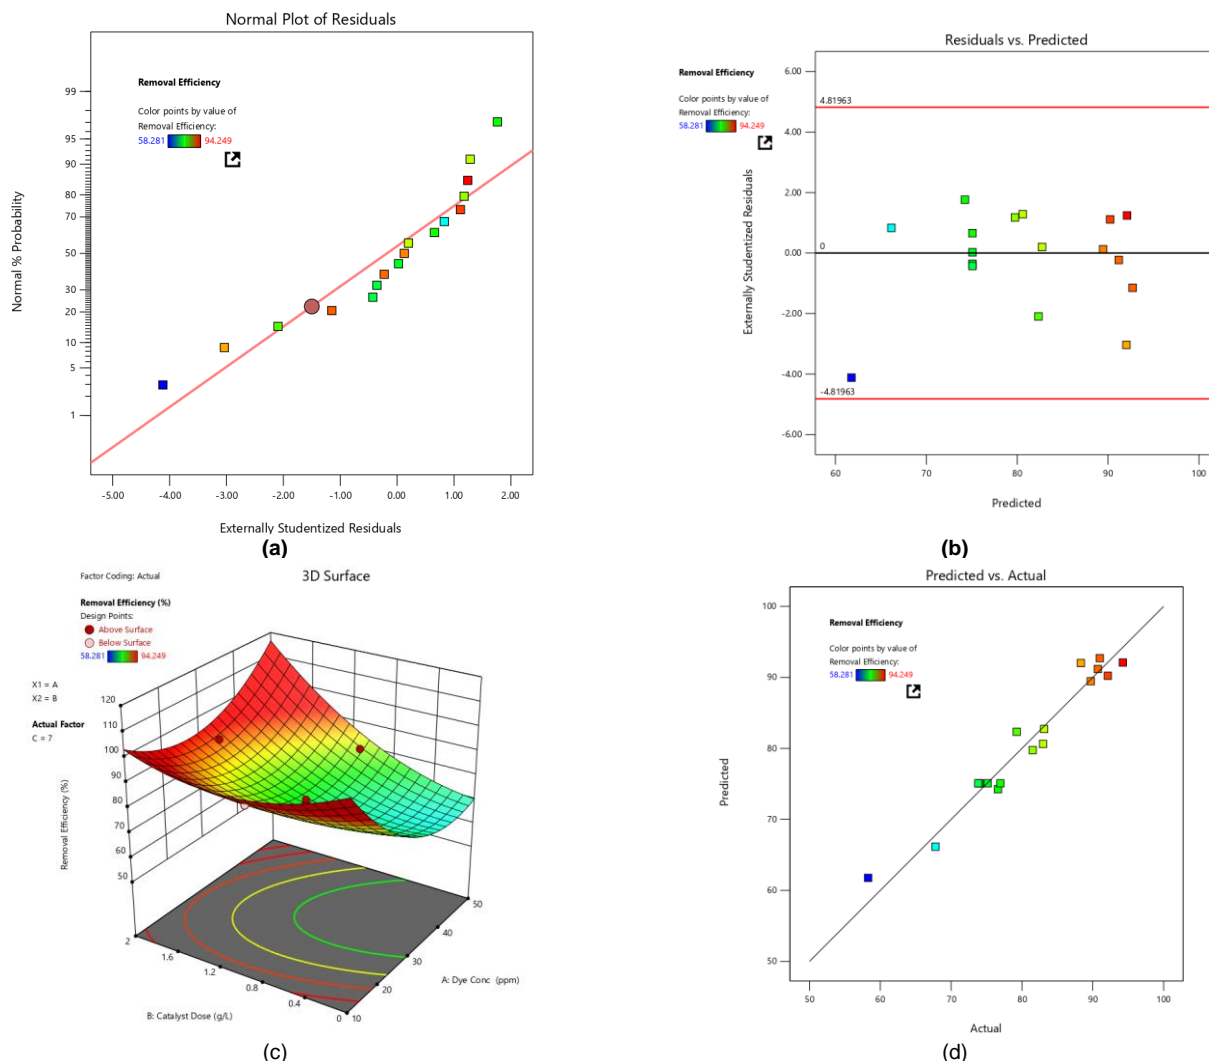 Normal Plot of Residuals
Removal Efficiency
Color points by value of
Removal Efficiency:
58.281 94.249
Normal % Probability
99
95
90
80
70
50
30
20
10
5
1
-5.00 -4.00 -3.00 -2.00 -1.00 0.00 1.00 2.00
Externally Studentized Residuals
(a)
Residuals vs. Predicted
Removal Efficiency
Color points by value of
Removal Efficiency:
58.281 94.249
Externally Studentized Residuals
6.00
4.81963
4.00
2.00
0
0.00
-2.00
-4.00
-4.81963
-6.00
60 70 80 90 100
Predicted
(b)
Factor Coding: Actual
3D Surface
Removal Efficiency (%)
Design Points:
Above Surface
Below Surface
58.281 94.249
X1 = A
X2 = B
Actual Factor
C = 7
Removal Efficiency (%)
120
110
100
90
80
70
60
50
2
1.6
1.2
0.8
0.4
0
B: Catalyst Dose (g/L)
10
20
30
40
50
A: Dye Conc (ppm)
(c)
Predicted vs. Actual
Removal Efficiency
Color points by value of
Removal Efficiency:
58.281 94.249
Predicted
100
90
80
70
60
50
50 60 70 80 90 100
Actual
(d)